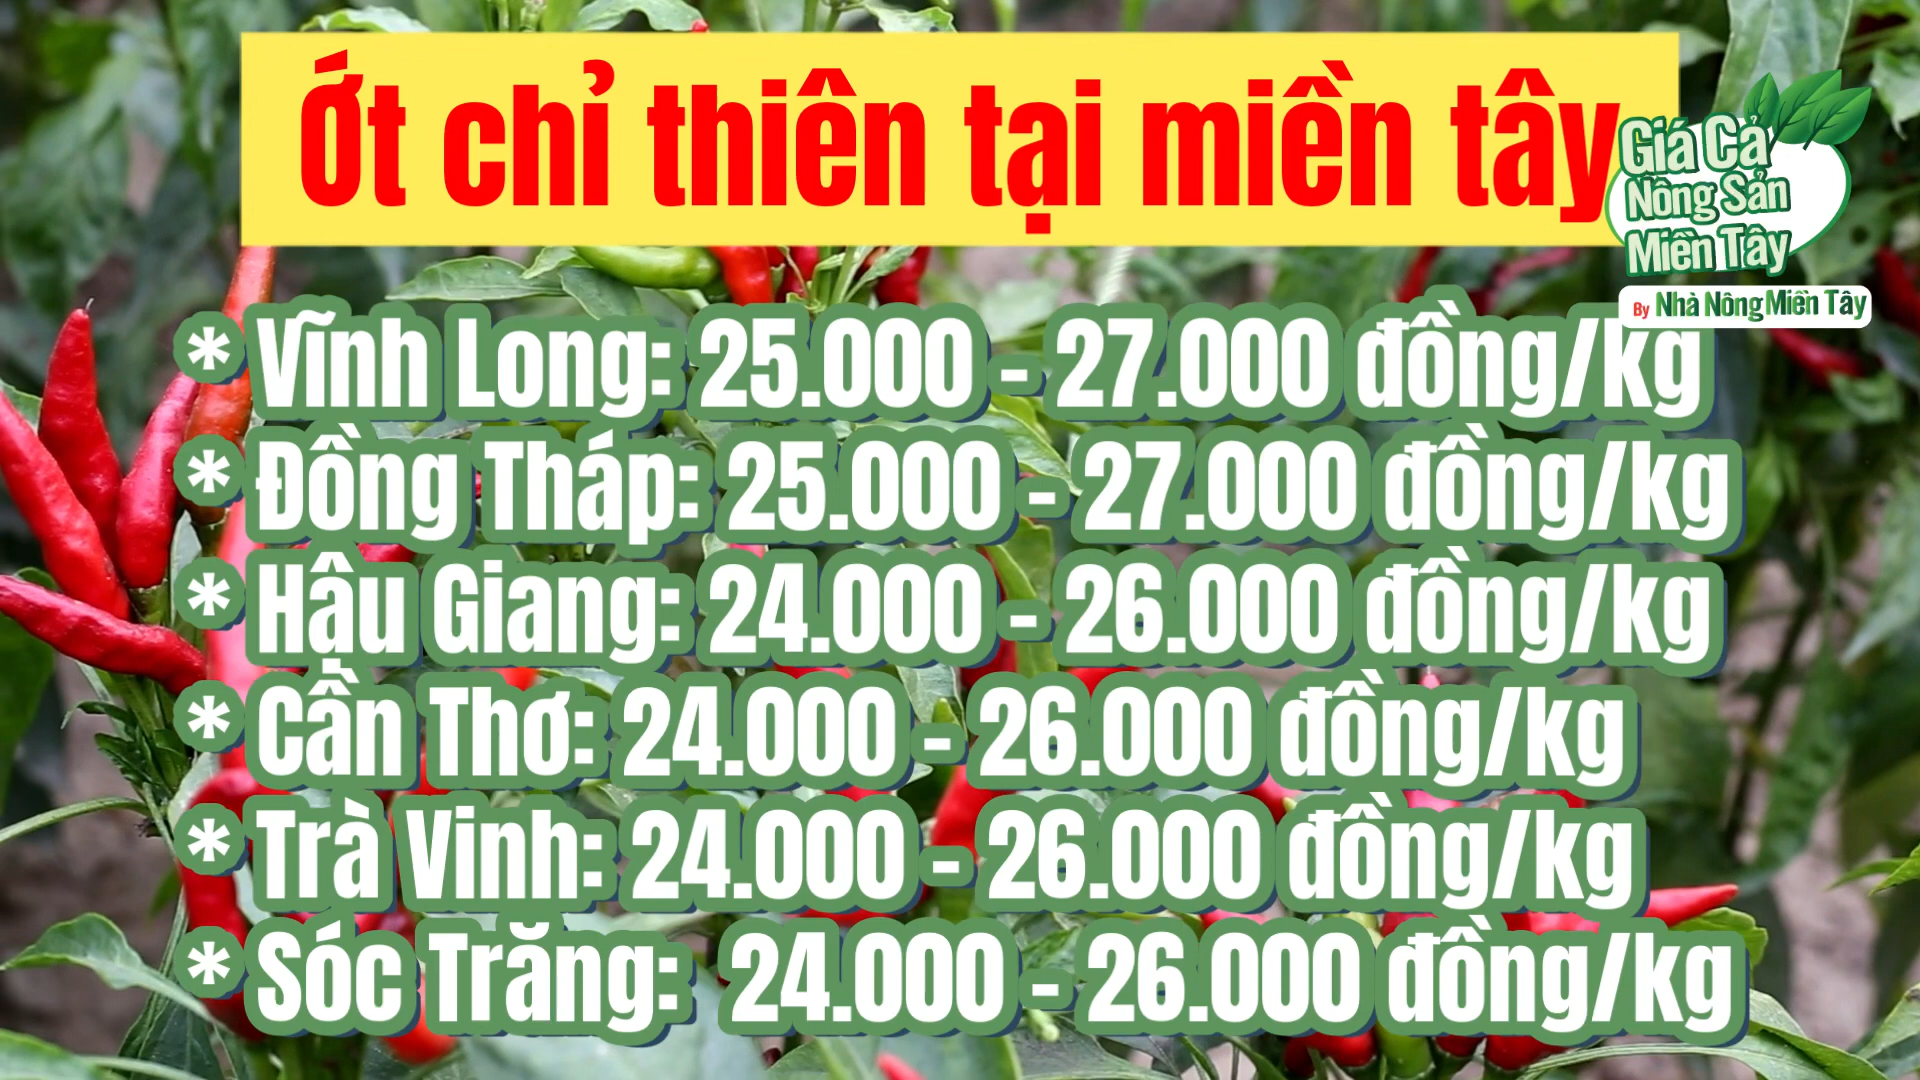 Ớt chỉ thiên tại miền tây
Giá Cả
Nông Sản
Miền Tây
By Nhà Nông Miền Tây
* Vĩnh Long: 25.000 - 27.000 đồng/kg
* Đồng Tháp: 25.000 - 27.000 đồng/kg
* Hậu Giang: 24.000 - 26.000 đồng/kg
* Cần Thơ: 24.000 - 26.000 đồng/kg
* Trà Vinh: 24.000 - 26.000 đồng/kg
* Sóc Trăng: 24.000 - 26.000 đồng/kg